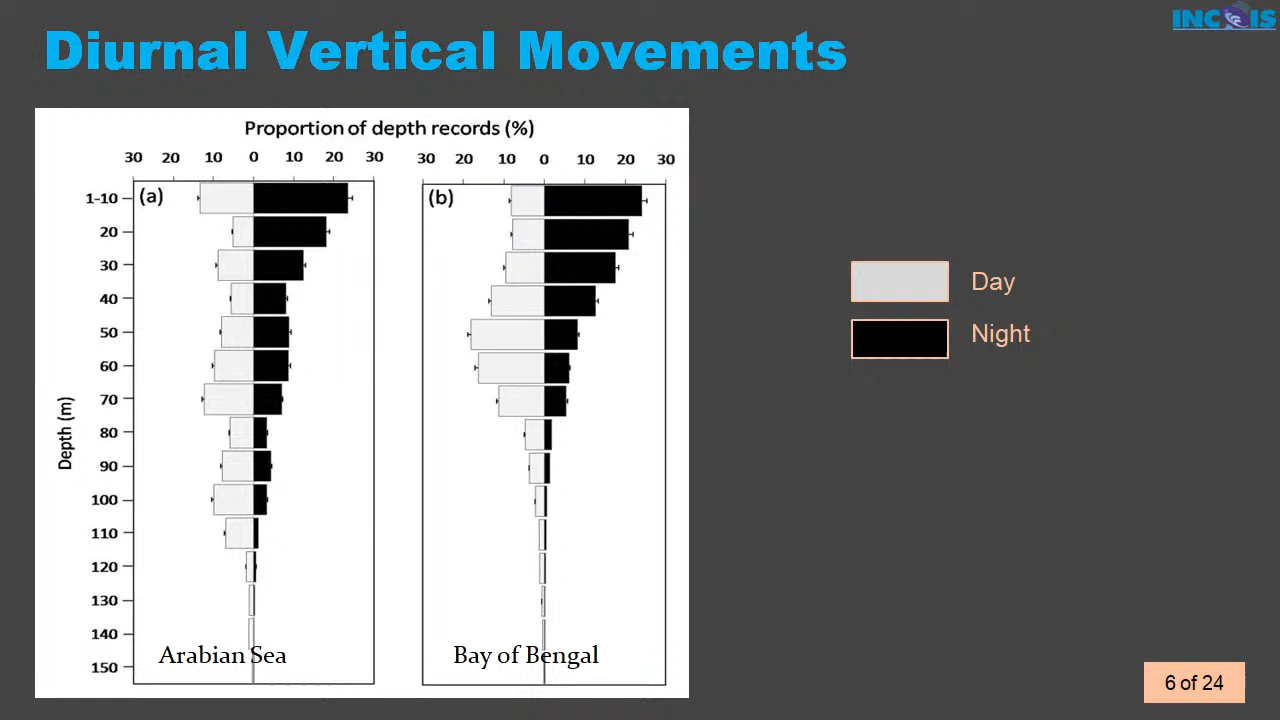 INCOIS
Diurnal Vertical Movements
Proportion of depth records (%)
30 20 10 0 10 20 30
30 20 10 0 10 20 30
(a)
(b)
Depth (m)
1-10
20
30
40
50
60
70
80
90
100
110
120
130
140
150
Arabian Sea
Bay of Bengal
Day
Night
6 of 24